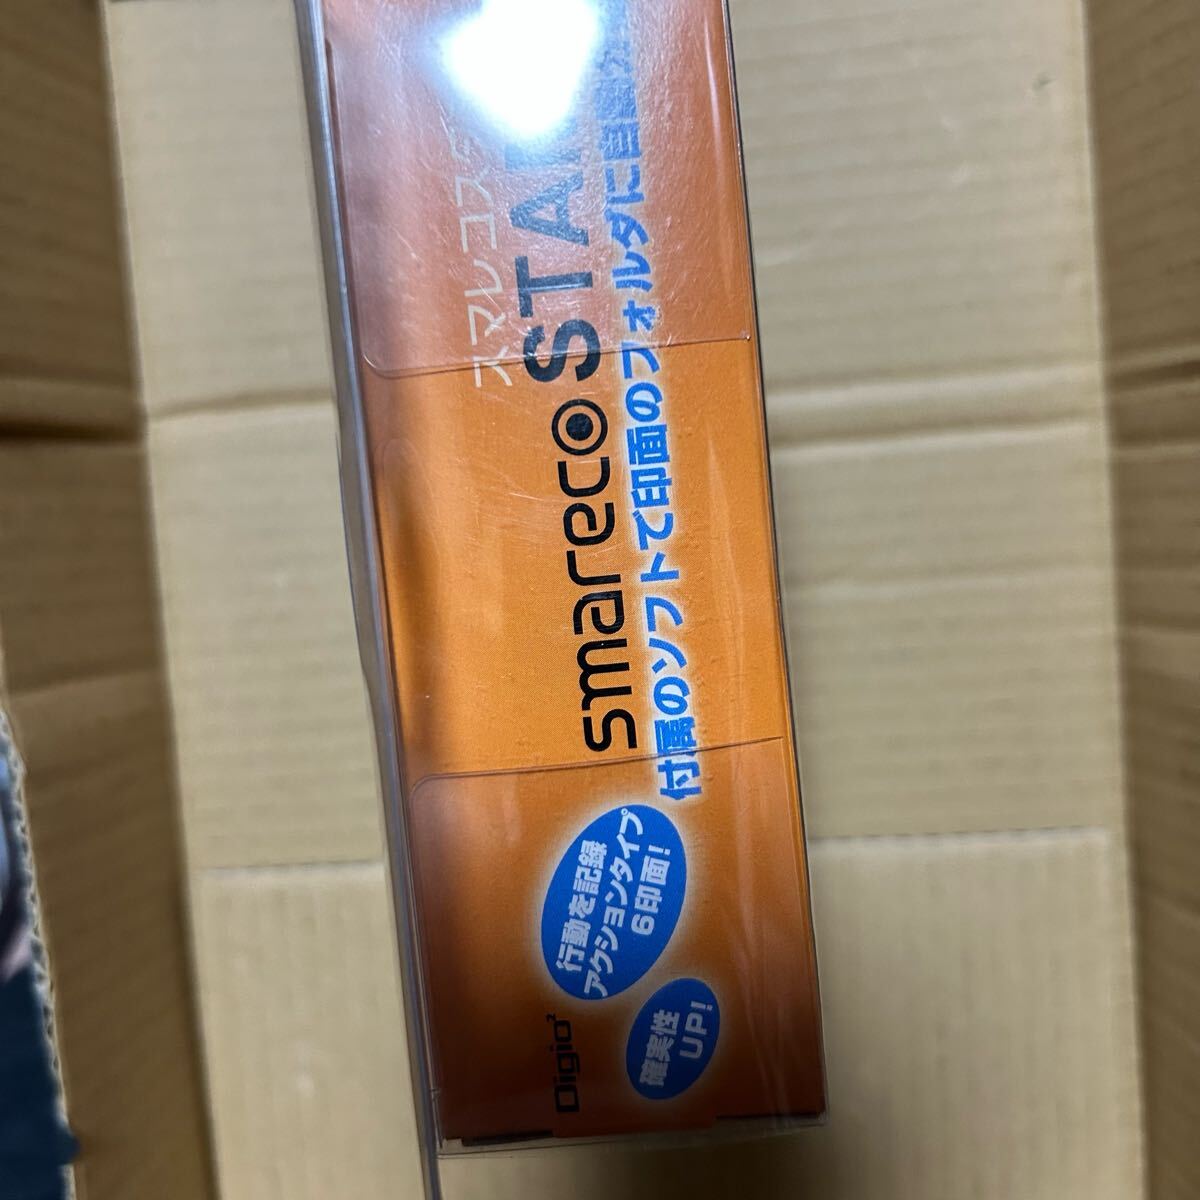 スマレコス
smareco STA
付属のソフトで印面のフォルダに自動
行動を記録
アクションタイプ
6印面!
確実性
UP!
Digio²